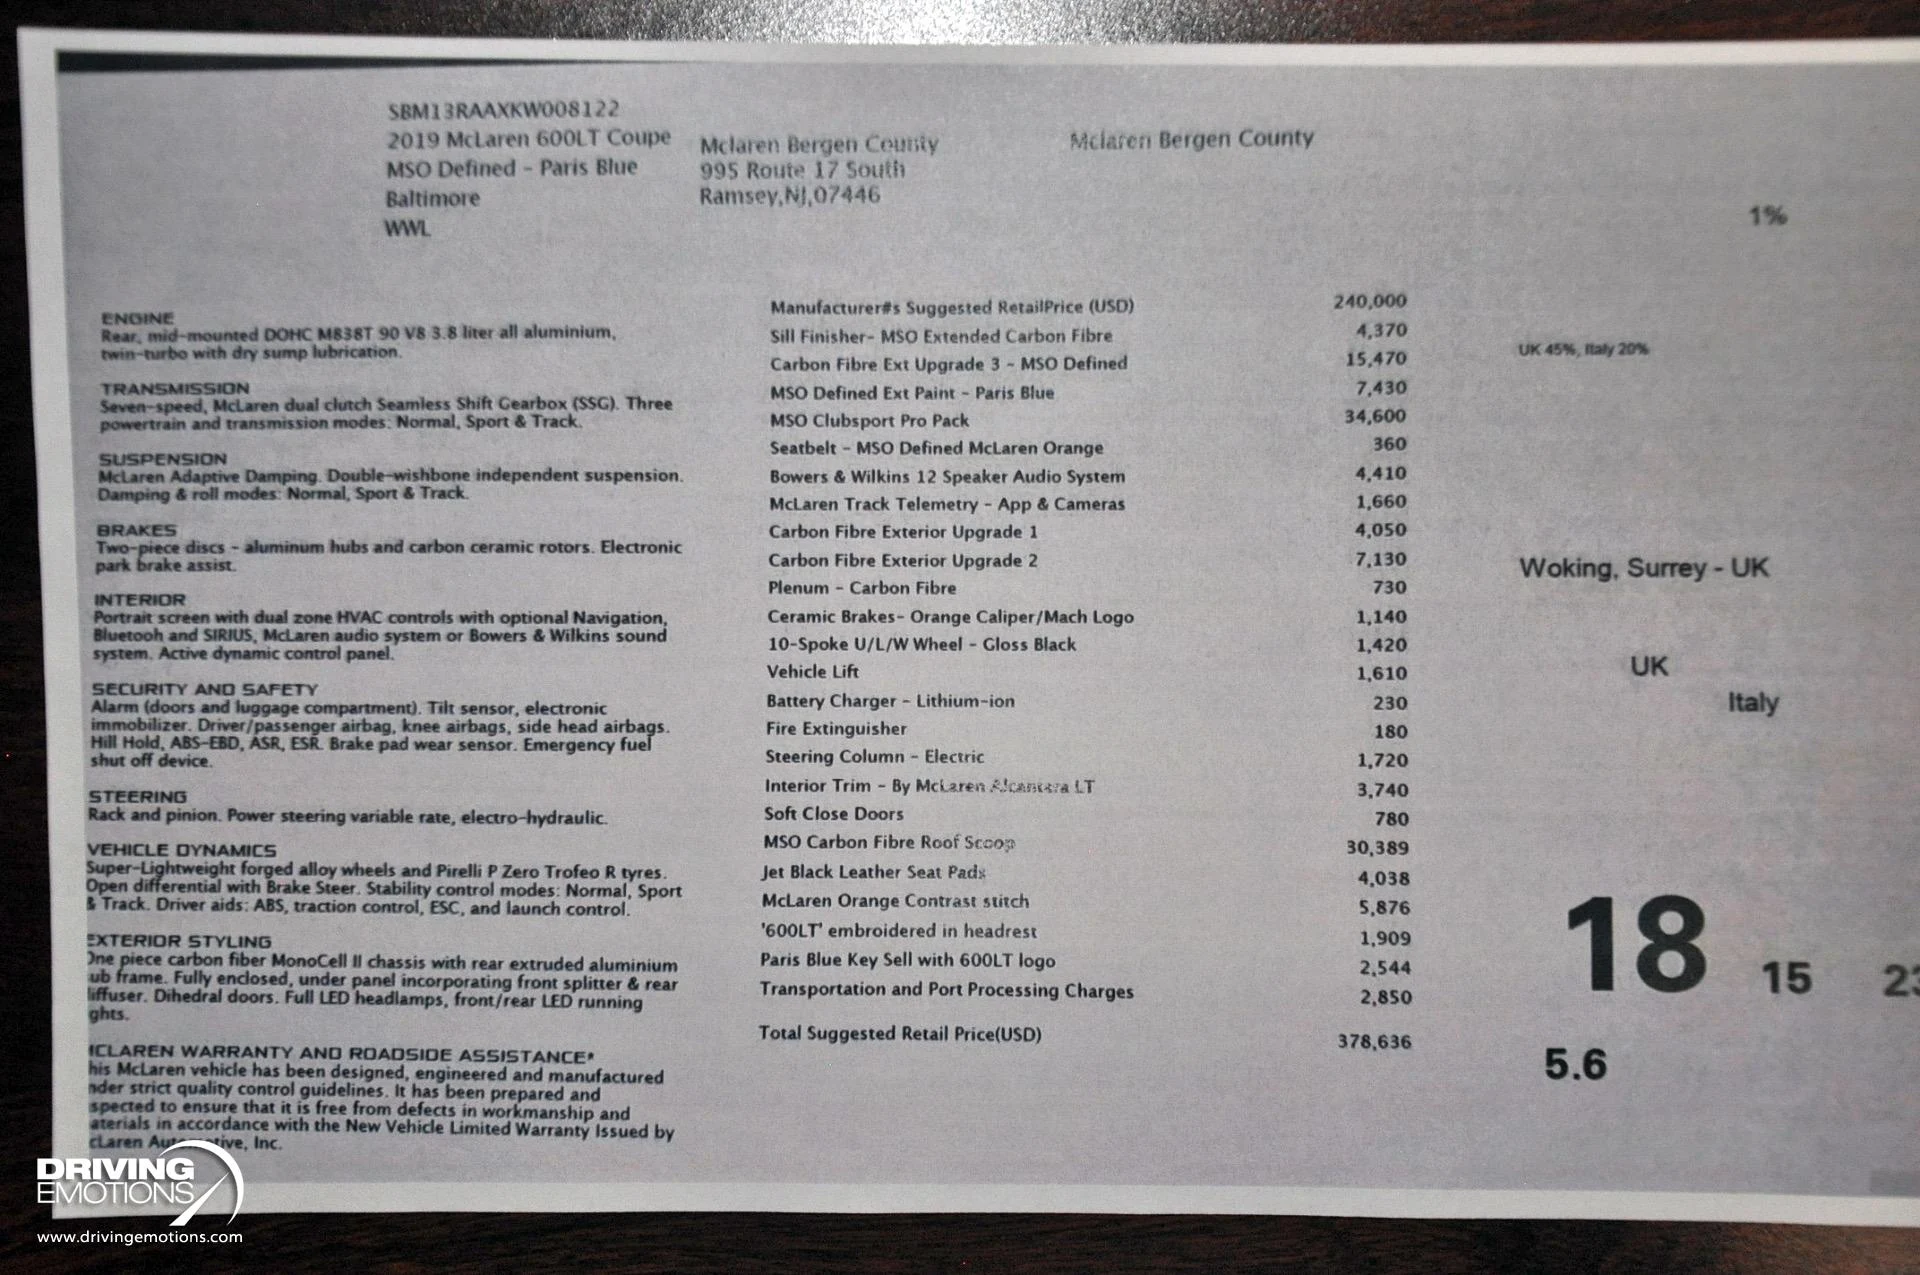 SBM13RAAXKW008122
2019 McLaren 600LT Coupe
MSO Defined - Paris Blue
Baltimore
WWL
Mclaren Bergen County
995 Route 17 South
Ramsey,NJ,07446
Mclaren Bergen County
1%
ENGINE
Rear, mid-mounted DOHC M838T 90 V8 3.8 liter all aluminium,
twin-turbo with dry sump lubrication.
TRANSMISSION
Seven-speed, McLaren dual clutch Seamless Shift Gearbox (SSG). Three
powertrain and transmission modes: Normal, Sport & Track.
SUSPENSION
McLaren Adaptive Damping. Double-wishbone independent suspension.
Damping & roll modes: Normal, Sport & Track.
BRAKES
Two-piece discs - aluminum hubs and carbon ceramic rotors. Electronic
park brake assist.
INTERIOR
Portrait screen with dual zone HVAC controls with optional Navigation,
Bluetooh and SIRIUS, McLaren audio system or Bowers & Wilkins sound
system. Active dynamic control panel.
SECURITY AND SAFETY
Alarm (doors and luggage compartment). Tilt sensor, electronic
immobilizer. Driver/passenger airbag, knee airbags, side head airbags.
Hill Hold, ABS-EBD, ASR, ESR. Brake pad wear sensor. Emergency fuel
shut off device.
STEERING
Rack and pinion. Power steering variable rate, electro-hydraulic.
VEHICLE DYNAMICS
Super-Lightweight forged alloy wheels and Pirelli P Zero Trofeo R tyres.
Open differential with Brake Steer. Stability control modes: Normal, Sport
& Track. Driver aids: ABS, traction control, ESC, and launch control.
EXTERIOR STYLING
One piece carbon fiber MonoCell II chassis with rear extruded aluminium
ub frame. Fully enclosed, under panel incorporating front splitter & rear
iffuser. Dihedral doors. Full LED headlamps, front/rear LED running
ghts.
CLAREN WARRANTY AND ROADSIDE ASSISTANCE*
his McLaren vehicle has been designed, engineered and manufactured
nder strict quality control guidelines. It has been prepared and
spected to ensure that it is free from defects in workmanship and
aterials in accordance with the New Vehicle Limited Warranty Issued by
cLaren Automotive, Inc.
Manufacturer#s Suggested RetailPrice (USD) 240,000
Sill Finisher- MSO Extended Carbon Fibre 4,370
Carbon Fibre Ext Upgrade 3 - MSO Defined 15,470
MSO Defined Ext Paint - Paris Blue 7,430
MSO Clubsport Pro Pack 34,600
Seatbelt - MSO Defined McLaren Orange 360
Bowers & Wilkins 12 Speaker Audio System 4,410
McLaren Track Telemetry - App & Cameras 1,660
Carbon Fibre Exterior Upgrade 1 4,050
Carbon Fibre Exterior Upgrade 2 7,130
Plenum - Carbon Fibre 730
Ceramic Brakes- Orange Caliper/Mach Logo 1,140
10-Spoke U/L/W Wheel - Gloss Black 1,420
Vehicle Lift 1,610
Battery Charger - Lithium-ion 230
Fire Extinguisher 180
Steering Column - Electric 1,720
Interior Trim - By McLaren Alcantara LT 3,740
Soft Close Doors 780
MSO Carbon Fibre Roof Scoop 30,389
Jet Black Leather Seat Pads 4,038
McLaren Orange Contrast stitch 5,876
'600LT' embroidered in headrest 1,909
Paris Blue Key Sell with 600LT logo 2,544
Transportation and Port Processing Charges 2,850
Total Suggested Retail Price(USD) 378,636
UK 45%, Italy 20%
Woking, Surrey - UK
UK
Italy
18 15 23
5.6
DRIVING
EMOTIONS
www.drivingemotions.com